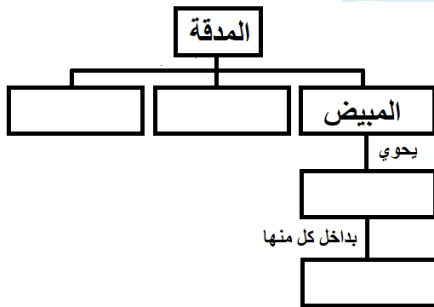 المدقة
المبيض
يحوي
بداخل كل منها